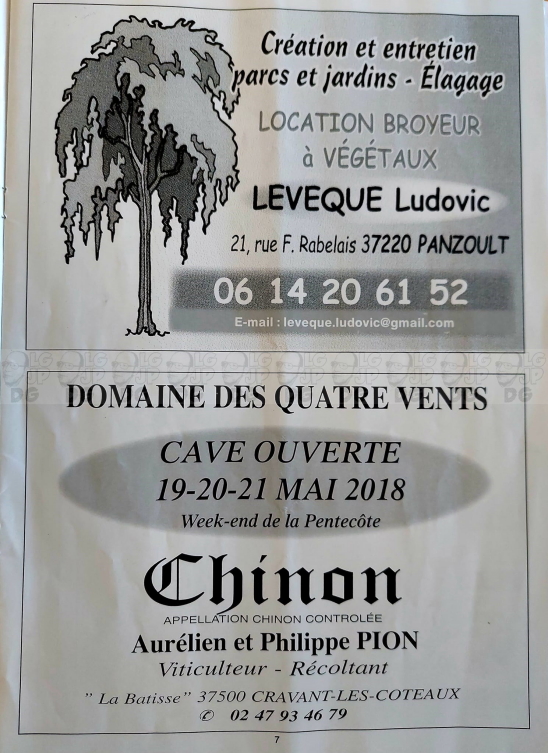 Création et entretien
parcs et jardins - Élagage
LOCATION BROYEUR
à VÉGÉTAUX
LEVEQUE Ludovic
21, rue F. Rabelais 37220 PANZOULT
06 14 20 61 52
E-mail : leveque.ludovic@gmail.com
DOMAINE DES QUATRE VENTS
CAVE OUVERTE
19-20-21 MAI 2018
Week-end de la Pentecôte
Chinon
APPELLATION CHINON CONTROLÉE
Aurélien et Philippe PION
Viticulteur - Récoltant
" La Batisse" 37500 CRAVANT-LES-COTEAUX
✆ 02 47 93 46 79
7